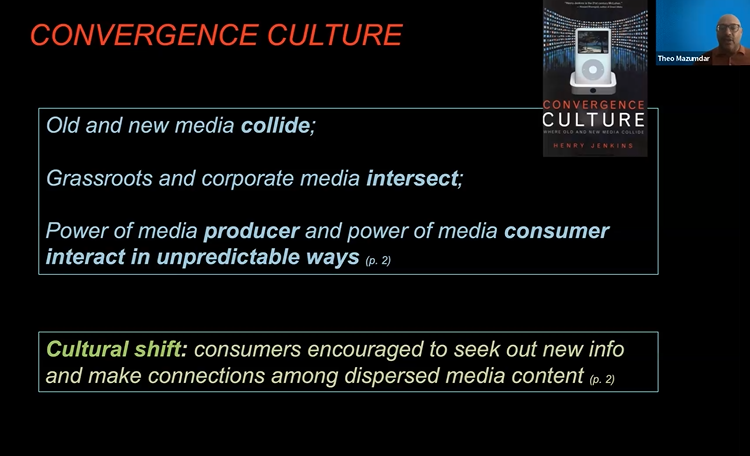 CONVERGENCE CULTURE
Theo Mazumdar
CONVERGENCE
CULTURE
WHERE OLD AND NEW MEDIA COLLIDE
HENRY JENKINS
Old and new media collide;
Grassroots and corporate media intersect;
Power of media producer and power of media consumer
interact in unpredictable ways (p. 2)
Cultural shift: consumers encouraged to seek out new info
and make connections among dispersed media content (p. 2)